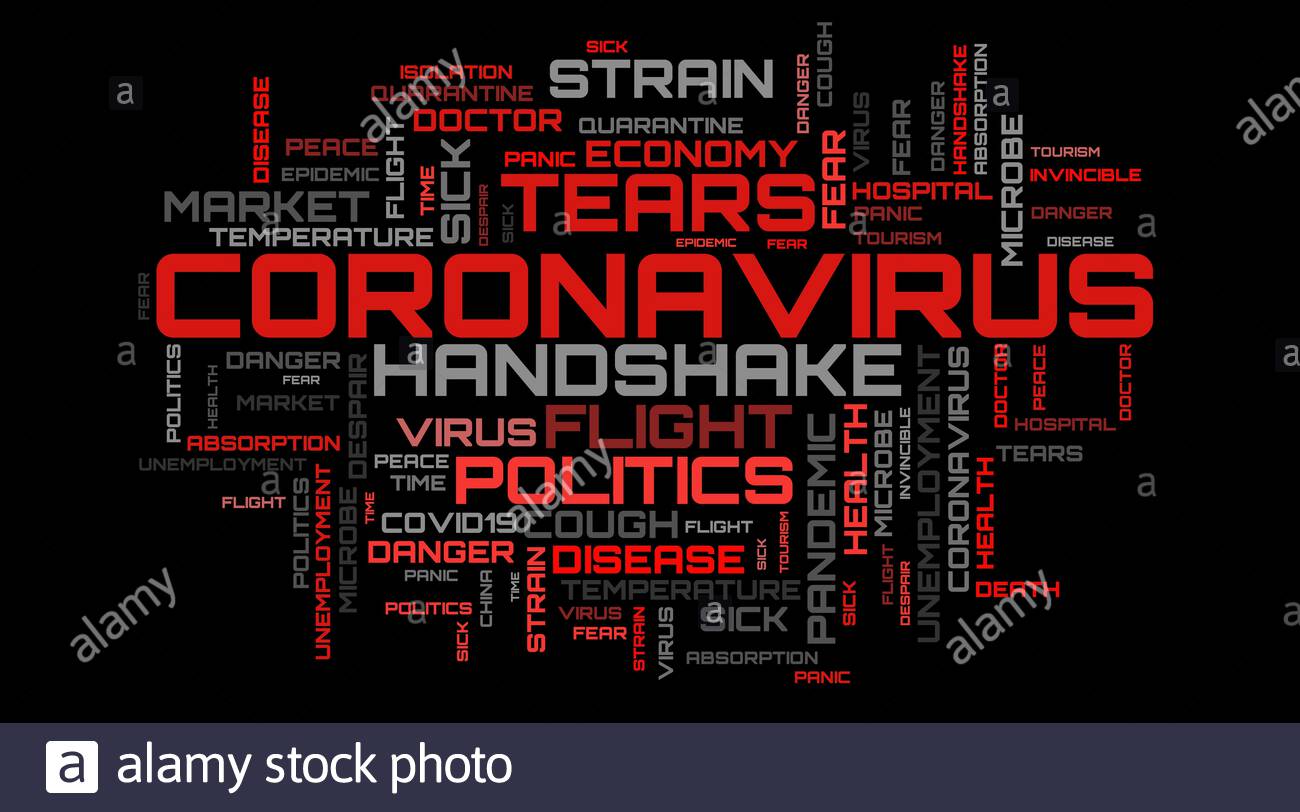 SICK
STRAIN
COUGH
ISOLATION
QUARANTINE
DOCTOR
QUARANTINE
DANGER
DISEASE
PEACE
EPIDEMIC
FLIGHT
TIME
SICK
PANIC
ECONOMY
FEAR
VIRUS
FEAR
DANGER
HANDSHAKE
ABSORPTION
MICROBE
TOURISM
INVINCIBLE
MARKET
TEMPERATURE
DESPAIR
SICK
TEARS
HOSPITAL
PANIC
DANGER
TOURISM
DISEASE
EPIDEMIC
FEAR
FEAR
CORONAVIRUS
POLITICS
HEALTH
DANGER
FEAR
MARKET
DESPAIR
HANDSHAKE
UNEMPLOYMENT
CORONAVIRUS
DOCTOR
PEACE
DOCTOR
ABSORPTION
UNEMPLOYMENT
VIRUS
FLIGHT
PANDEMIC
HEALTH
MICROBE
INVINCIBLE
HOSPITAL
TEARS
PEACE
TIME
POLITICS
HEALTH
FLIGHT
POLITICS
UNEMPLOYMENT
MICROBE
TIME
COVID19
COUGH
FLIGHT
SICK
TOURISM
DANGER
STRAIN
DISEASE
FLIGHT
DESPAIR
PANIC
CHINA
TIME
TEMPERATURE
SICK
DEATH
POLITICS
SICK
VIRUS
FEAR
STRAIN
VIRUS
SICK
ABSORPTION
PANIC
alamy
alamy
alamy
alamy
a alamy stock photo